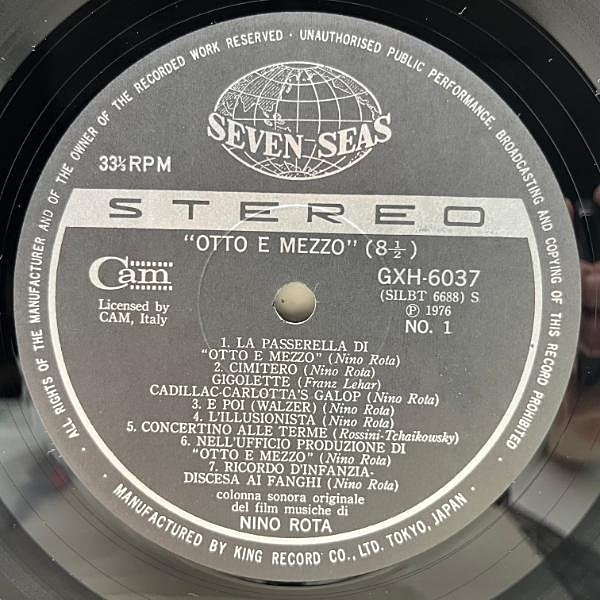 ALL RIGHTS OF THE MANUFACTURER AND OF THE OWNER OF THE RECORDED WORK RESERVED · UNAUTHORISED PUBLIC PERFORMANCE, BROADCASTING AND COPYING OF THIS RECORD PROHIBITED.
SEVEN SEAS
33⅓RPM
STEREO
"OTTO E MEZZO" (8½)
Cam
GXH-6037
(SILBT 6688) S
Licensed by
CAM, Italy
Ⓟ 1976
NO. 1
1. LA PASSERELLA DI
"OTTO E MEZZO" (Nino Rota)
2. CIMITERO (Nino Rota)
GIGOLETTE (Franz Lehar)
CADILLAC-CARLOTTA'S GALOP (Nino Rota)
3. E POI (WALZER) (Nino Rota)
4. L'ILLUSIONISTA (Nino Rota)
5. CONCERTINO ALLE TERME (Rossini-Tchaikowsky)
6. NELL'UFFICIO PRODUZIONE DI
"OTTO E MEZZO" (Nino Rota)
7. RICORDO D'INFANZIA-
DISCESA AI FANGHI (Nino Rota)
colonna sonora originale
del film musiche di
NINO ROTA
MANUFACTURED BY KING RECORD CO., LTD. TOKYO, JAPAN